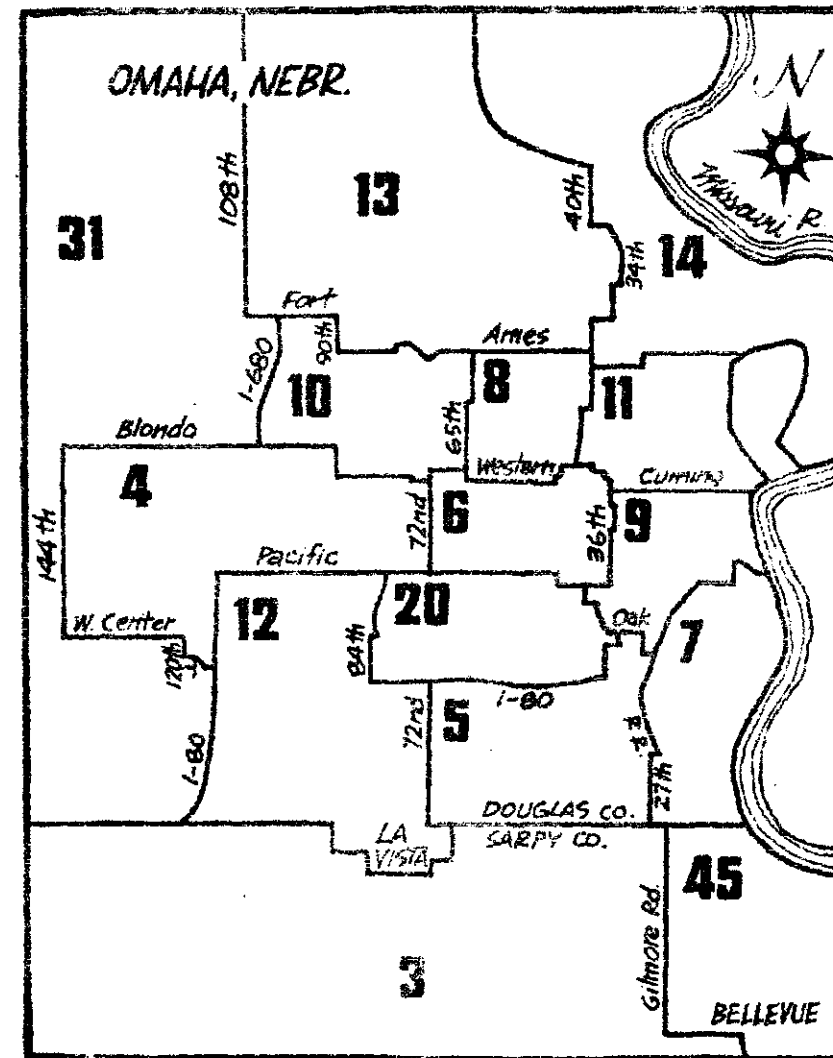 OMAHA, NEBR.
N
108th
13
40th
Missouri R.
31
34th
14
Fort
90th
Ames
I-680
10
8
11
65th
Blondo
Western
4
Cuming
144th
72nd
6
36th
9
Pacific
12
20
W. Center
Oak
7
120th
84th
I-80
72nd
5
I-80
R.R.
27th
DOUGLAS CO.
LA
VISTA
SARPY CO.
45
Gilmore Rd.
3
BELLEVUE